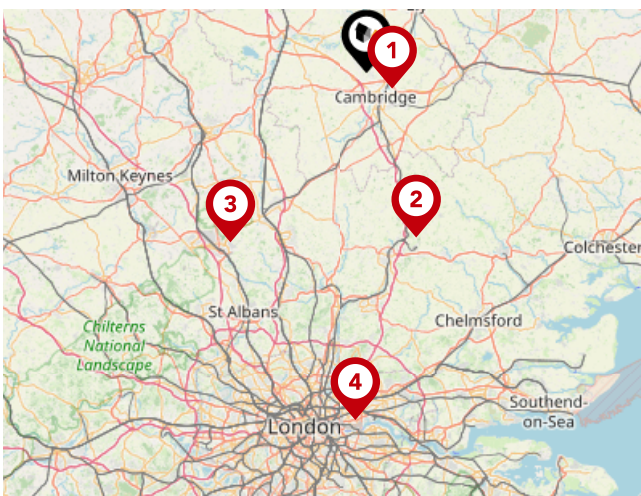 1
Cambridge
Milton Keynes
3
2
Colchester
St Albans
Chelmsford
Chilterns
National
Landscape
4
Southend-
on-Sea
London